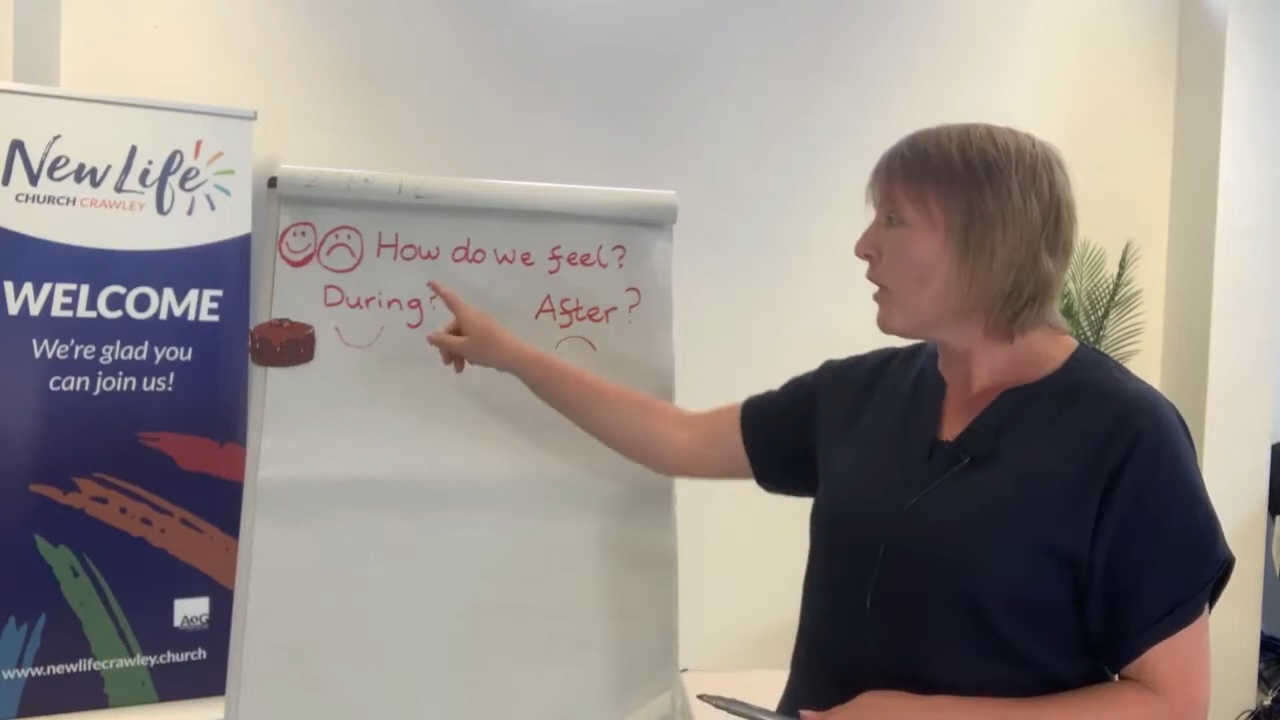 New Life
CHURCH CRAWLEY
WELCOME
We're glad you
can join us!
AoG
www.newlifecrawley.church
How do we feel?
During?
After?